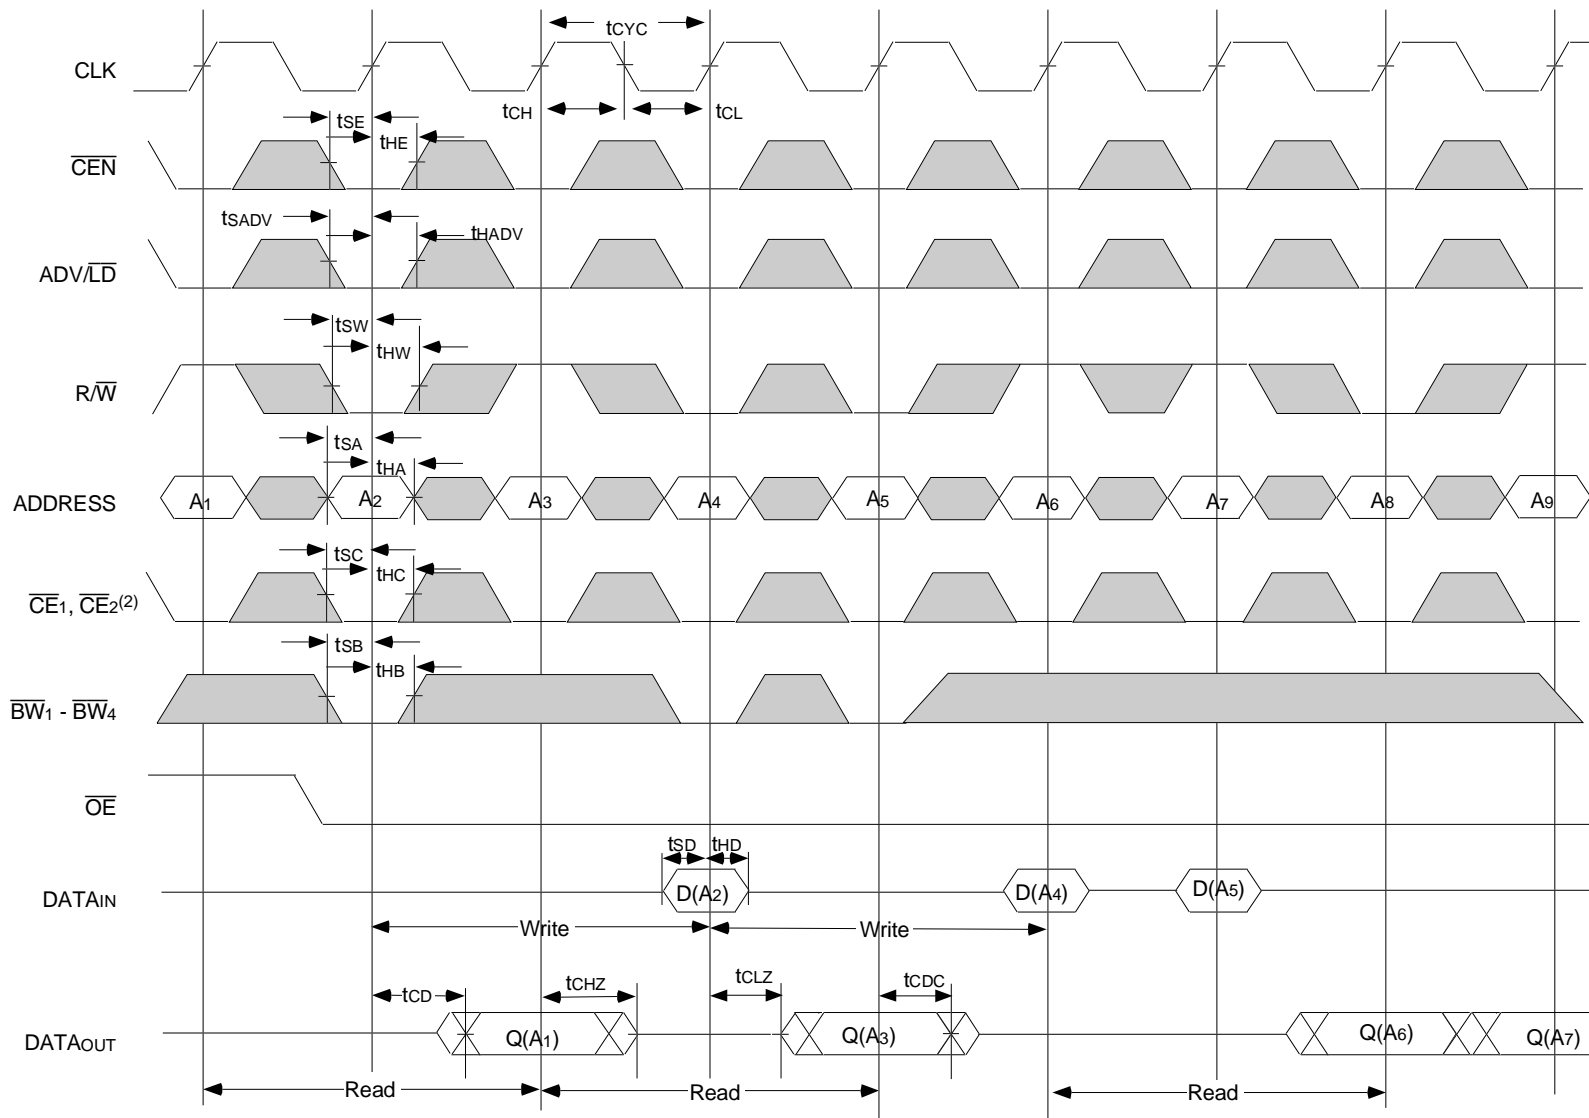 tCYC
CLK
tCH
tCL
tSE
tHE
CEN
tSADV
tHADV
ADV/LD
tSW
tHW
R/W
tSA
tHA
ADDRESS A1 A2 A3 A4 A5 A6 A7 A8 A9
tSC
tHC
CE1, CE2(2)
tSB
tHB
BW1 - BW4
OE
tSD tHD
DATAIN D(A2) D(A4) D(A5)
Write Write
tCD tCHZ tCLZ tCDC
DATAOUT Q(A1) Q(A3) Q(A6) Q(A7)
Read Read Read